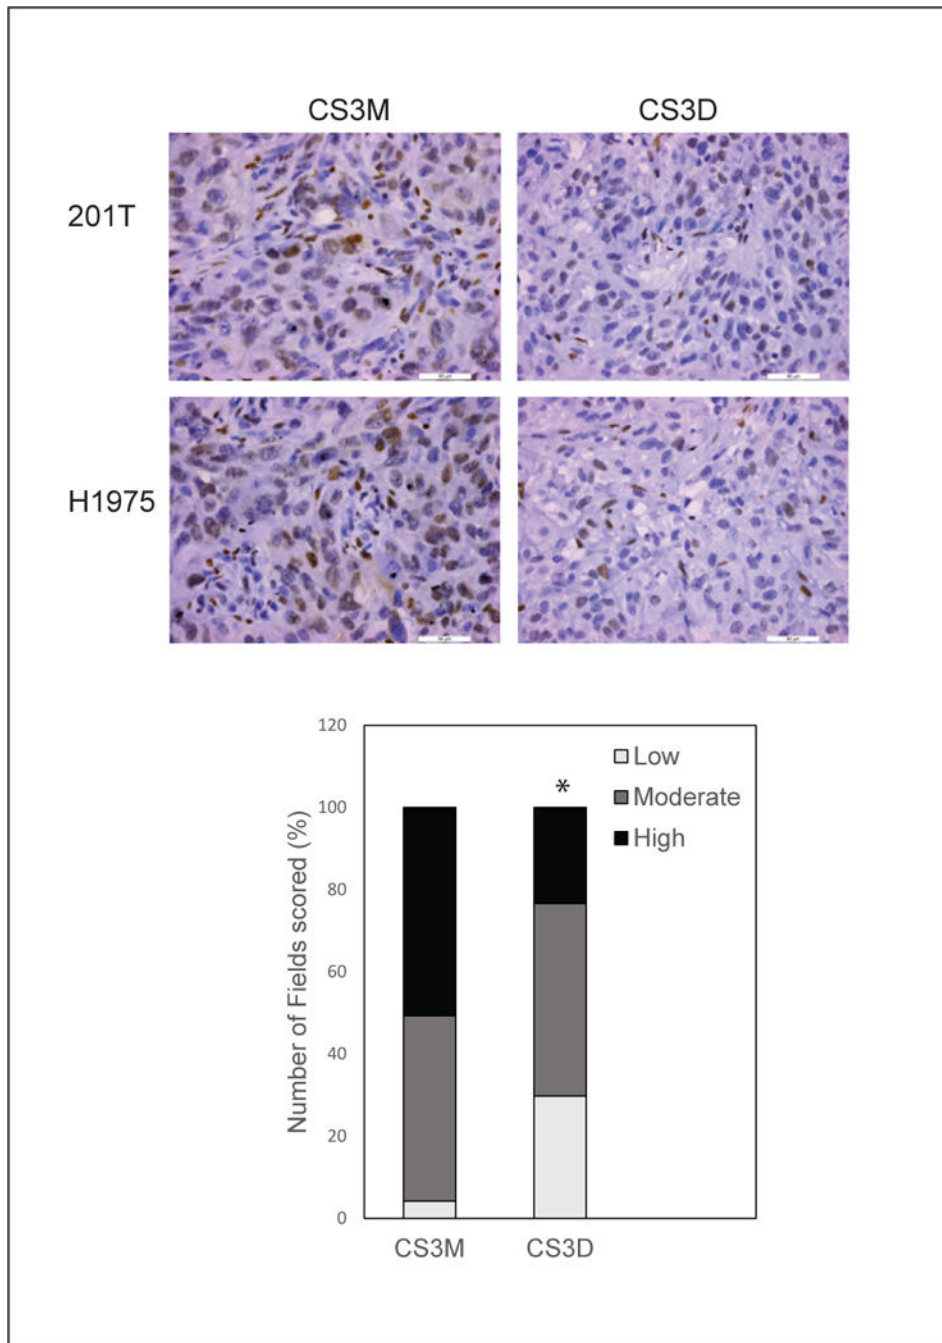 CS3M CS3D
201T
H1975
120
100
80
60
40
20
0
Number of Fields scored (%)
*
Low
Moderate
High
CS3M CS3D